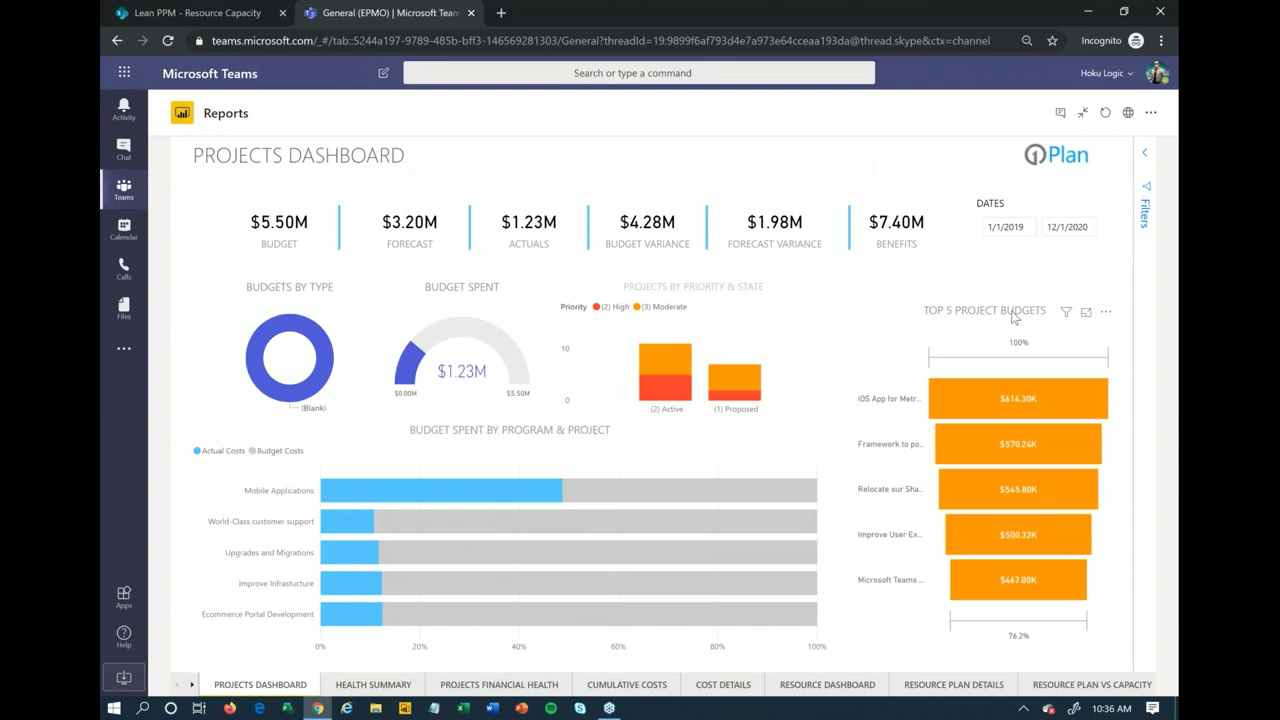 Lean PPM - Resource Capacity
General (EPMO) | Microsoft Team
teams.microsoft.com/_#/tab:5244a197-9789-485b-bff3-146569281303/General?threadId=19:9899f6af793d4e7a973e64cceaa193da@thread.skype&ctx=channel
Incognito
Microsoft Teams
Search or type a command
Hoku Logic
Activity
Chat
Teams
Calendar
Calls
Files
Apps
Help
Reports
PROJECTS DASHBOARD
Plan
$5.50M
BUDGET
$3.20M
FORECAST
$1.23M
ACTUALS
$4.28M
BUDGET VARIANCE
$1.98M
FORECAST VARIANCE
$7.40M
BENEFITS
DATES
1/1/2019
12/1/2020
Filters
BUDGETS BY TYPE
(Blank)
BUDGET SPENT
$1.23M
$0.00M
$5.50M
PROJECTS BY PRIORITY & STATE
Priority
(2) High
(3) Moderate
10
0
(2) Active
(1) Proposed
TOP 5 PROJECT BUDGETS
100%
iOS App for Metr...
$614.30K
Framework to po...
$570.24K
Relocate our Sha...
$545.80K
Improve User Ex...
$500.32K
Microsoft Teams ...
$467.80K
76.2%
BUDGET SPENT BY PROGRAM & PROJECT
Actual Costs
Budget Costs
Mobile Applications
World-Class customer support
Upgrades and Migrations
Improve Infrastucture
Ecommerce Portal Development
0%
20%
40%
60%
80%
100%
PROJECTS DASHBOARD
HEALTH SUMMARY
PROJECTS FINANCIAL HEALTH
CUMULATIVE COSTS
COST DETAILS
RESOURCE DASHBOARD
RESOURCE PLAN DETAILS
RESOURCE PLAN VS CAPACITY
10:36 AM